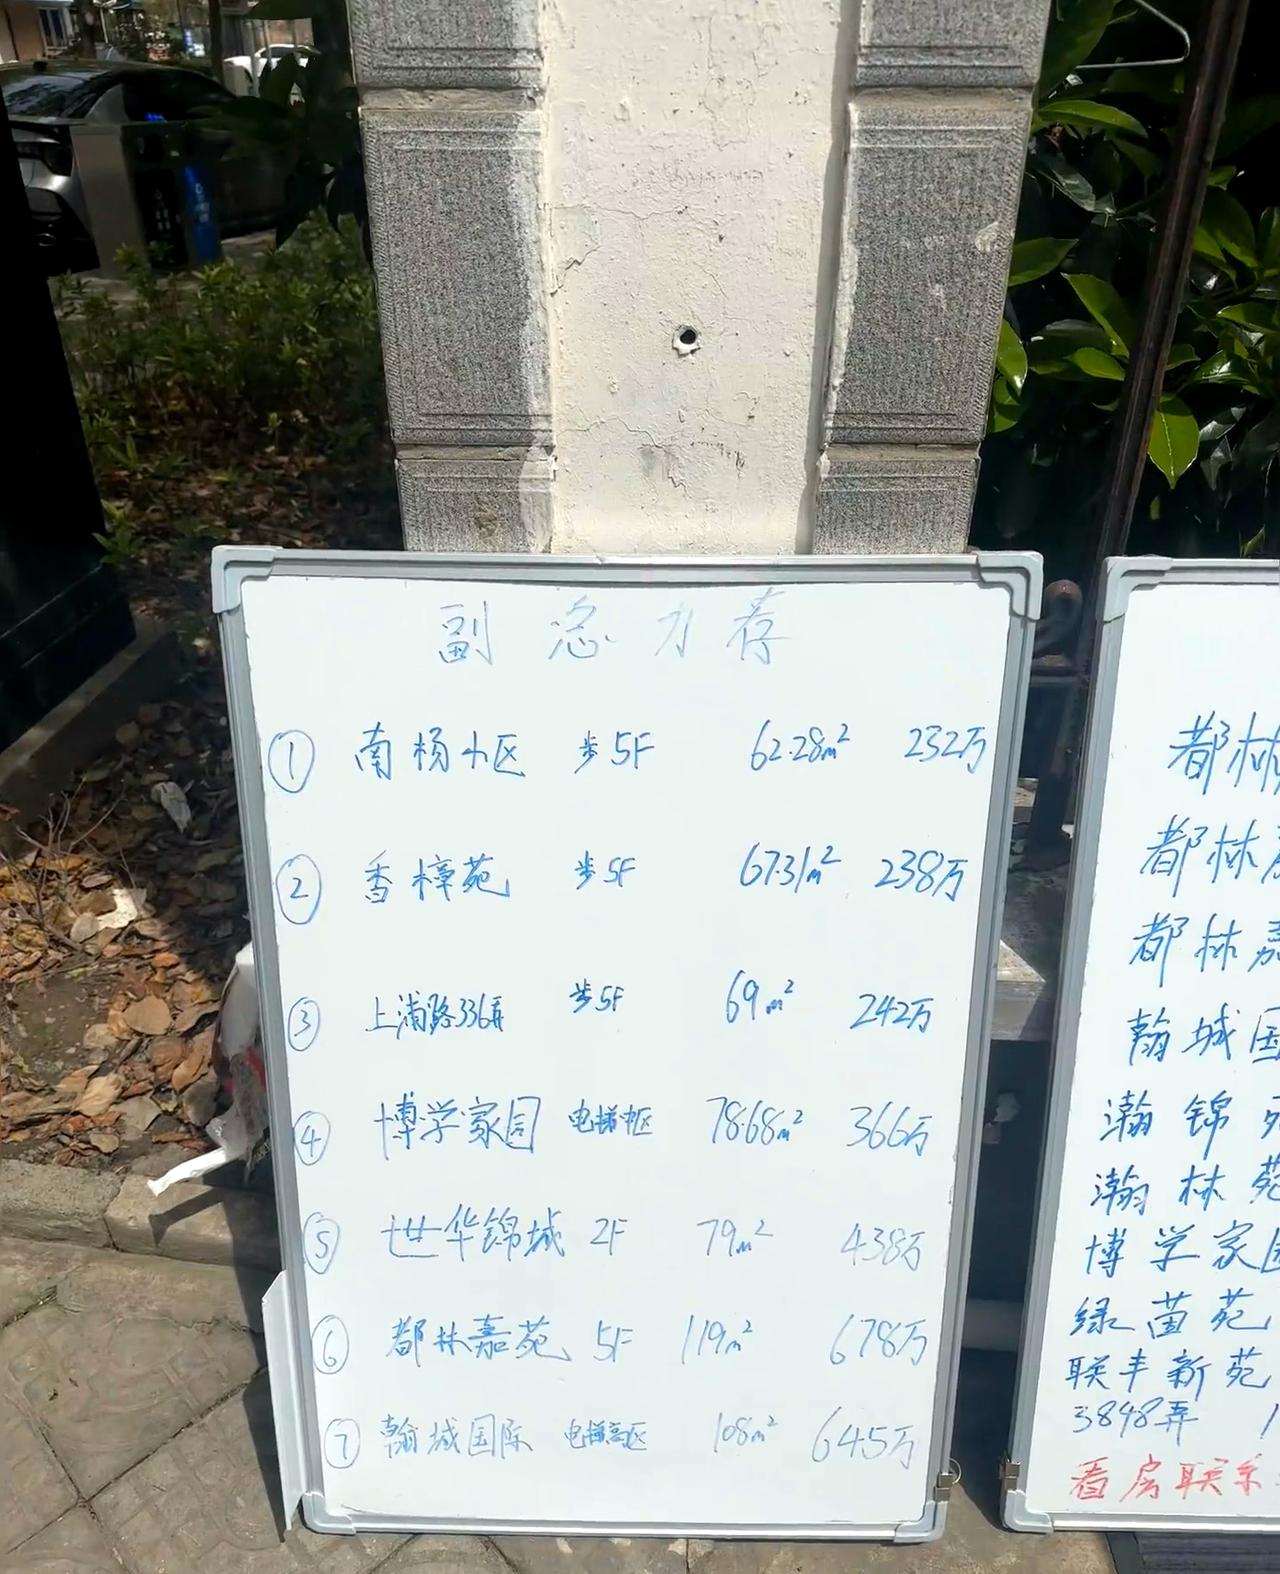 副总力荐
① 南杨小区 步5F 62.28m² 232万
② 香樟苑 步5F 67.31m² 238万
③ 上浦路336弄 步5F 69m² 242万
④ 博学家园 电梯中区 78.68m² 366万
⑤ 世华锦城 2F 79m² 438万
⑥ 都林嘉苑 5F 119m² 678万
⑦ 翰城国际 电梯高区 108m² 645万
都林
都林
都林嘉
翰城国
瀚锦苑
瀚林苑
博学家园
绿茵苑
联丰新苑
3848弄 1
看房联系